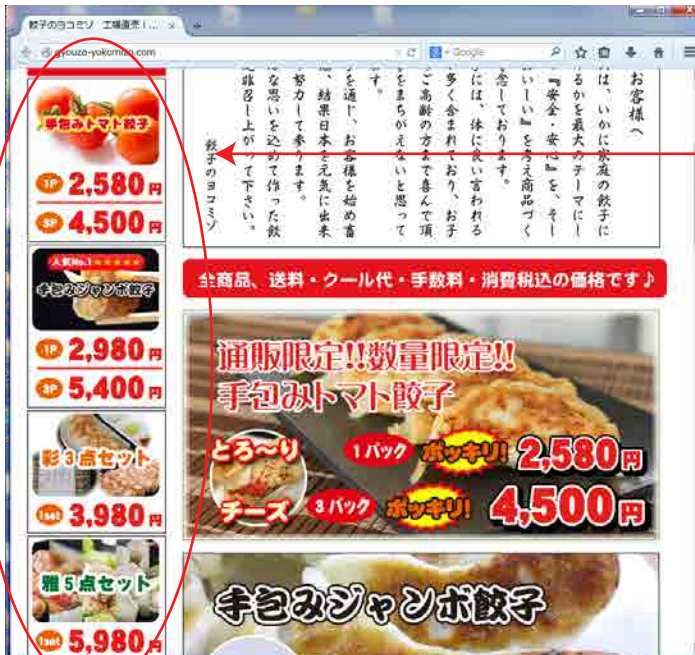 餃子のヨコミゾ 工場直売!...
gyouza-yokomizo.com
Google
お客様へ
は、いかに家庭の餃子に
るかを最大のテーマにし
『安全・安心』を、そし
いしい』を考え商品づく
念しております。
には、体に良い言われる
多く含まれており、お子
ご高齢の方まで喜んで頂
をまちがえないと思って
す。
を通じ、お客様を始め畜
、結果日本を元気に出来
努力して参ります。
な思いを込めて作った餃
非召し上がって下さい。
餃子のヨコミゾ
手包みトマト餃子
1P 2,580円
3P 4,500円
人気No.1★★★★★
手包みジャンボ餃子
1P 2,980円
3P 5,400円
彩3点セット
1set 3,980円
雅5点セット
1set 5,980円
全商品、送料・クール代・手数料・消費税込の価格です♪
通販限定!!数量限定!!
手包みトマト餃子
とろ〜り
チーズ
1パック ポッキリ! 2,580円
3パック ポッキリ! 4,500円
手包みジャンボ餃子